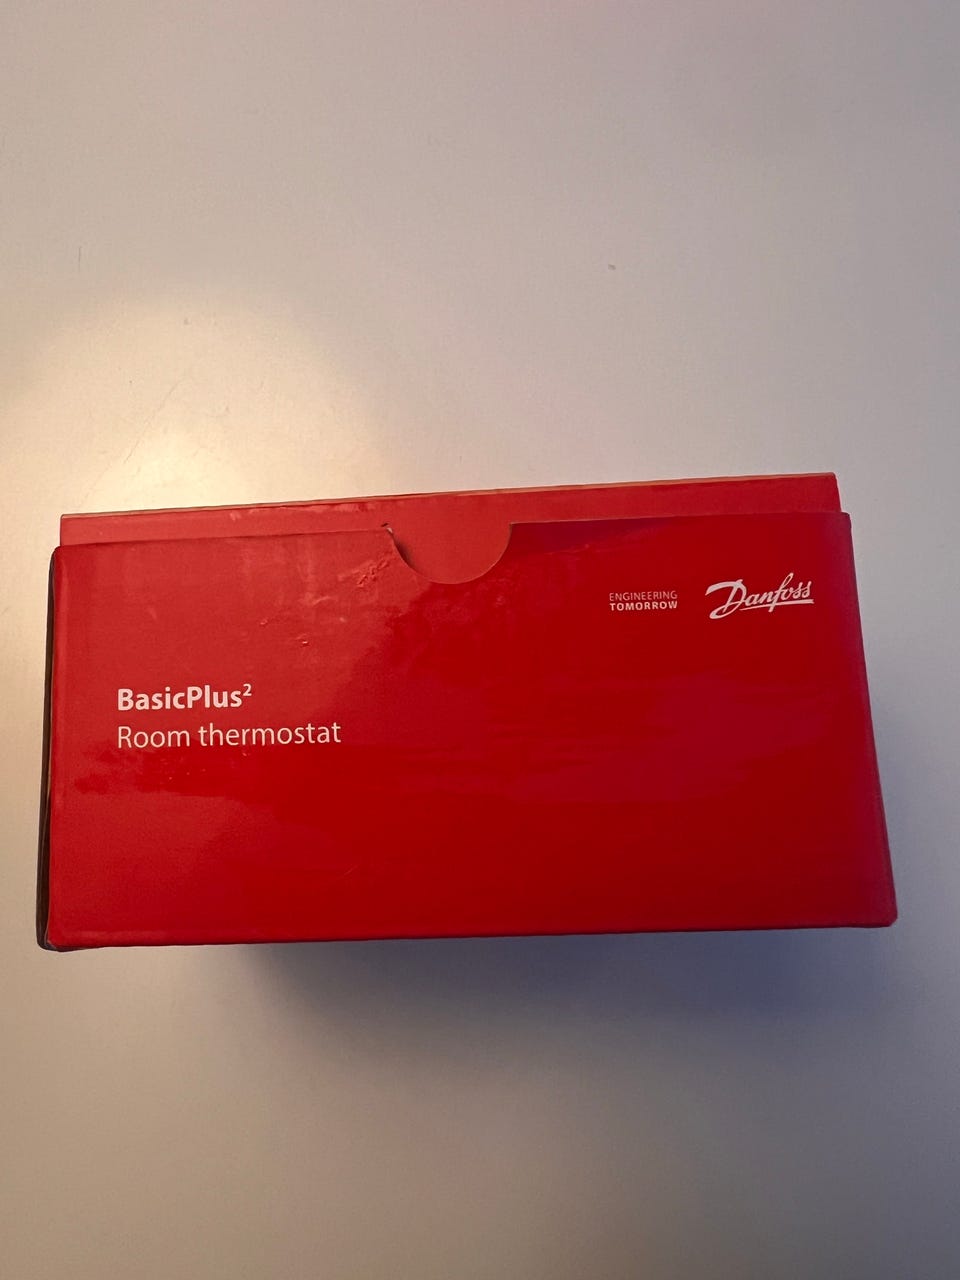 ENGINEERING
TOMORROW
Danfoss
BasicPlus²
Room thermostat